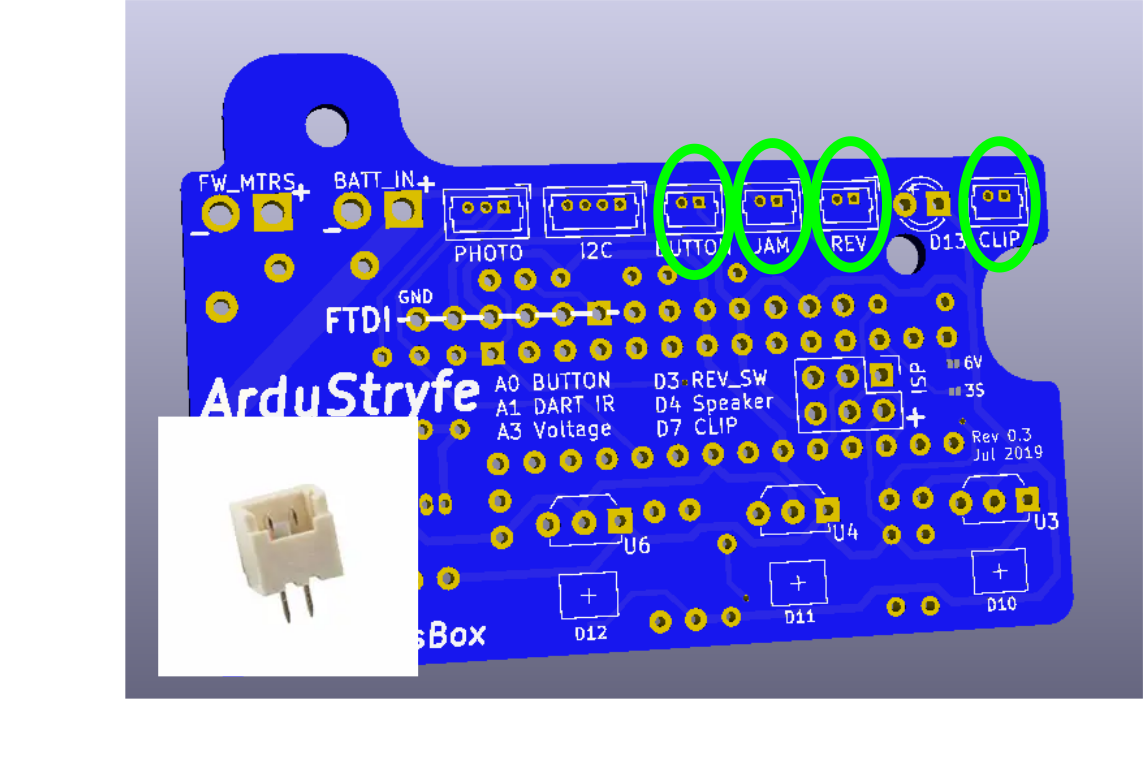 FW_MTRS + BATT_IN +
- -
PHOTO I2C BUTTON JAM REV D13 CLIP
GND
FTDI
ArduStryfe
A0 BUTTON
A1 DART IR
A3 Voltage
D3 REV_SW
D4 Speaker
D7 CLIP
ISP
+
6V
3S
Rev 0.3
Jul 2019
U6 U4 U3
D12 D11 D10
sBox